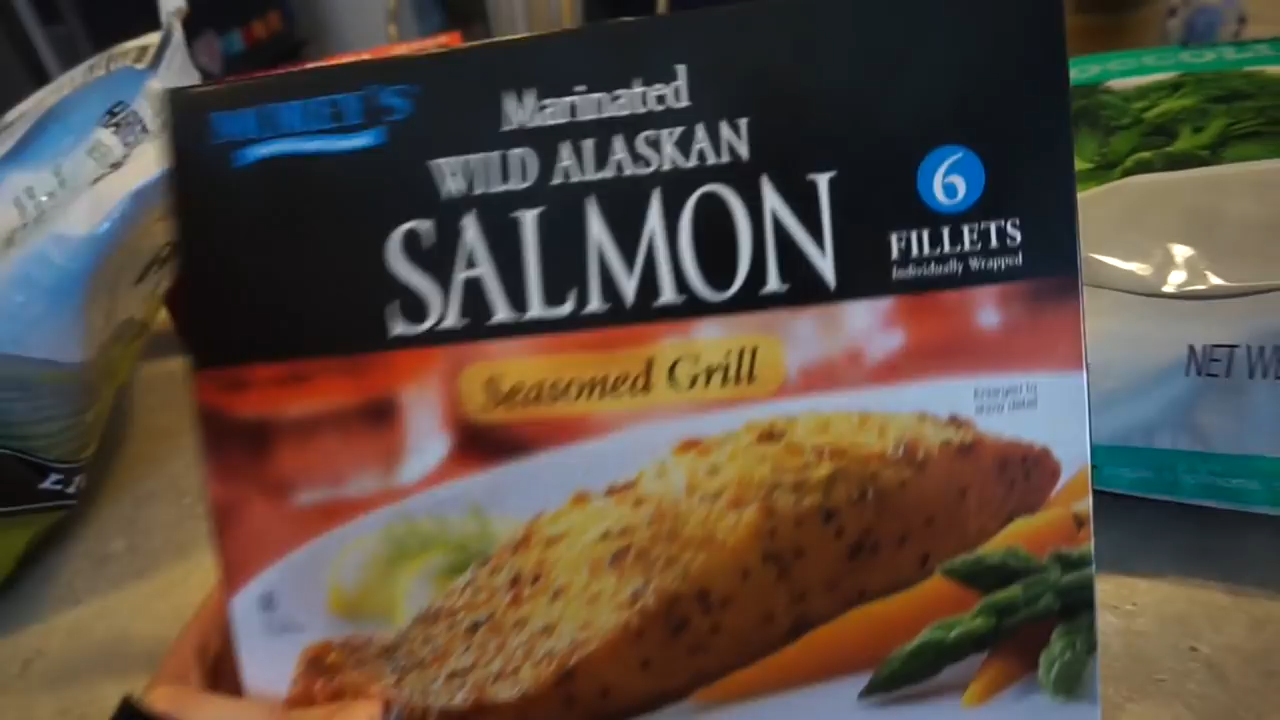 Marinated
WILD ALASKAN
SALMON
6
FILLETS
Individually Wrapped
Seasoned Grill
NET